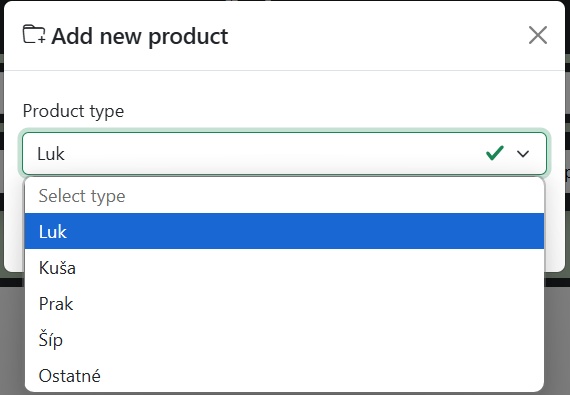 Add new product
Product type
Luk
Select type
Luk
Kuša
Prak
Šíp
Ostatné